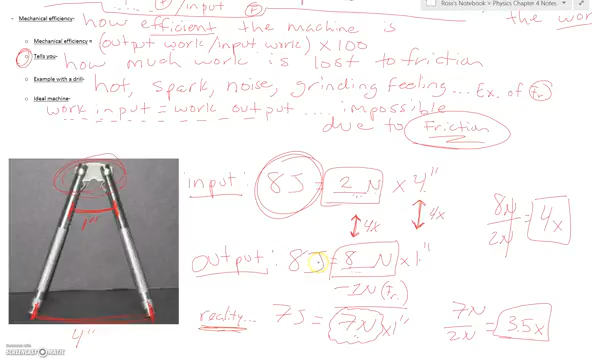 /input
Ross's Notebook » Physics Chapter 4 Notes
Mechanical efficiency- how efficient the machine is the work
Mechanical efficiency = (output work/input work) x 100
Tells you- how much work is lost to friction
Example with a drill- hot, spark, noise, grinding feeling... Ex. of Fr
Ideal machine- work input = work output .... impossible
due to Friction
input: 8J = 2 N x 4"
1"
4x 4x
8N/2N = 4x
output: 8J = 8 N x 1"
-1N (Fr.)
reality... 7J = 7N x 1"
7N/2N = 3.5x
4"
SCREENCAST-O-MATIC